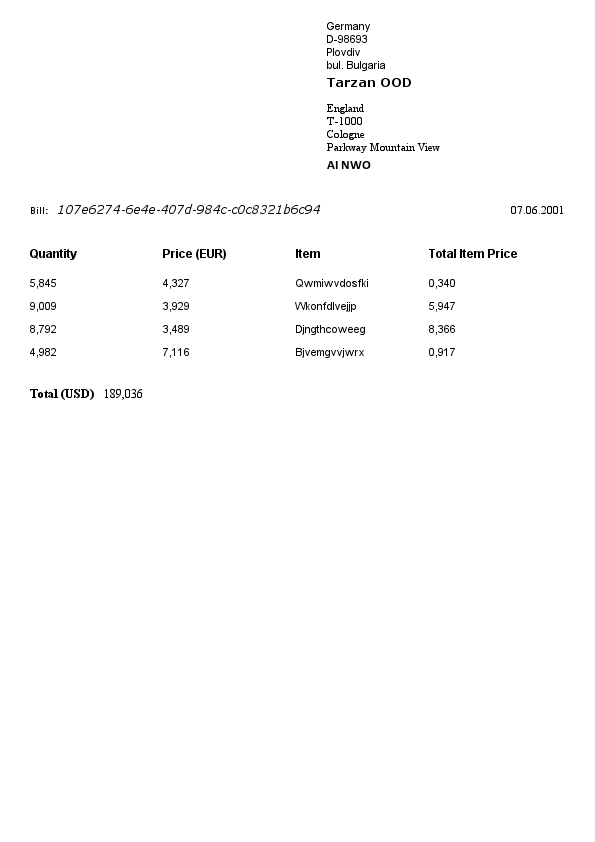 Germany
D-98693
Plovdiv
bul. Bulgaria
Tarzan OOD
England
T-1000
Cologne
Parkway Mountain View
AI NWO
Bill: 107e6274-6e4e-407d-984c-c0c8321b6c94 07.06.2001
Quantity Price (EUR) Item Total Item Price
5,845 4,327 Qwmiwvdosfki 0,340
9,009 3,929 Wkonfdlvejjp 5,947
8,792 3,489 Djngthcoweeg 8,366
4,982 7,116 Bjvemgvvjwrx 0,917
Total (USD) 189,036